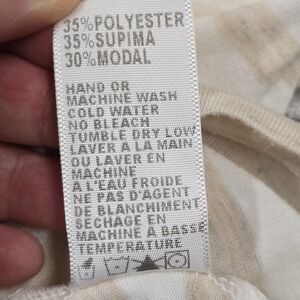 35% POLYESTER
35% SUPIMA
30% MODAL
HAND OR
MACHINE WASH
COLD WATER
NO BLEACH
TUMBLE DRY LOW
LAVER A LA MAIN
OU LAVER EN
MACHINE
A L'EAU FROIDE
NE PAS D'AGENT
DE BLANCHIMENT
SECHAGE EN
MACHINE A BASSE
TEMPERATURE